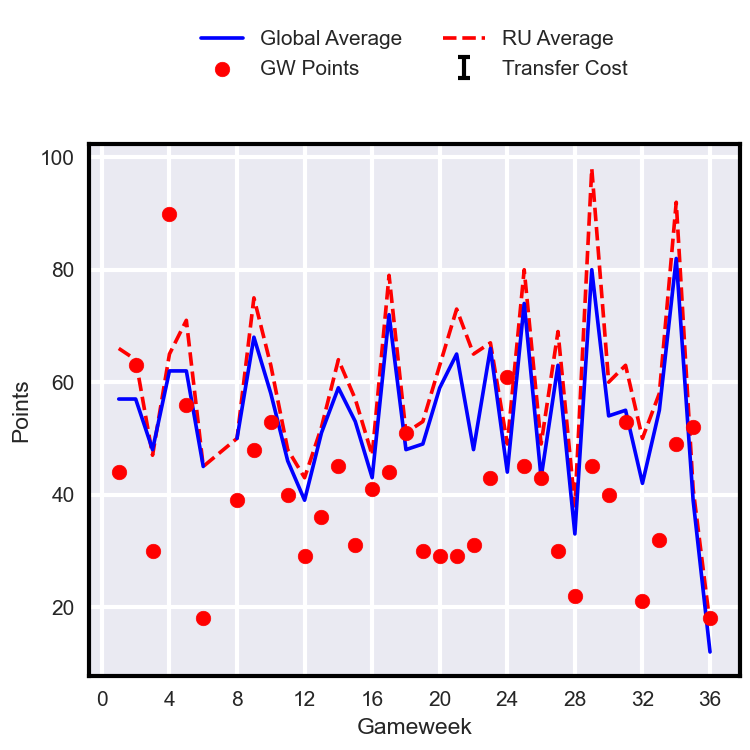 Global Average
RU Average
GW Points
Transfer Cost
100
80
60
40
20
Points
0 4 8 12 16 20 24 28 32 36
Gameweek